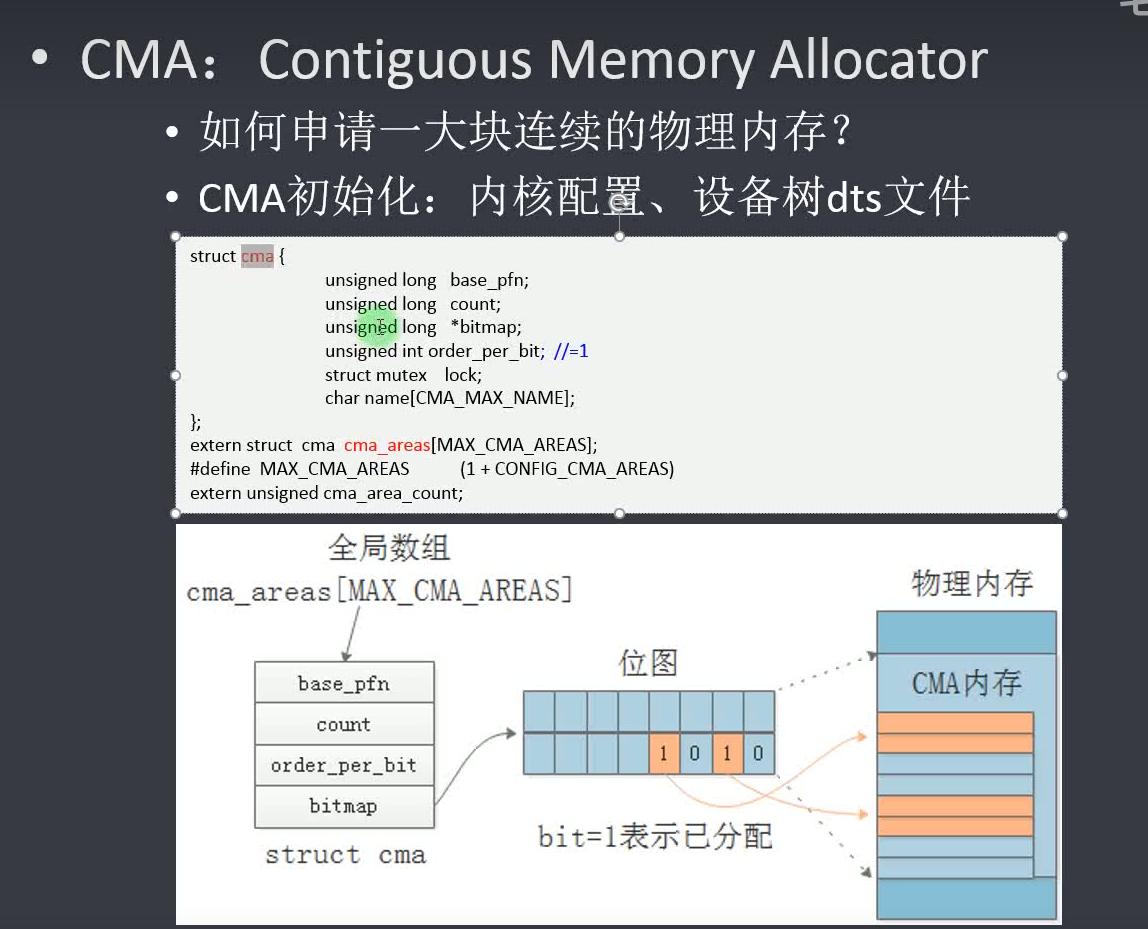 • CMA： Contiguous Memory Allocator
• 如何申请一大块连续的物理内存？
• CMA初始化：内核配置、设备树dts文件
struct cma {
unsigned long base_pfn;
unsigned long count;
unsigned long *bitmap;
unsigned int order_per_bit; //=1
struct mutex lock;
char name[CMA_MAX_NAME];
};
extern struct cma cma_areas[MAX_CMA_AREAS];
#define MAX_CMA_AREAS (1 + CONFIG_CMA_AREAS)
extern unsigned cma_area_count;
全局数组
cma_areas[MAX_CMA_AREAS]
base_pfn
count
order_per_bit
bitmap
struct cma
位图
1 0 1 0
bit=1表示已分配
物理内存
CMA内存